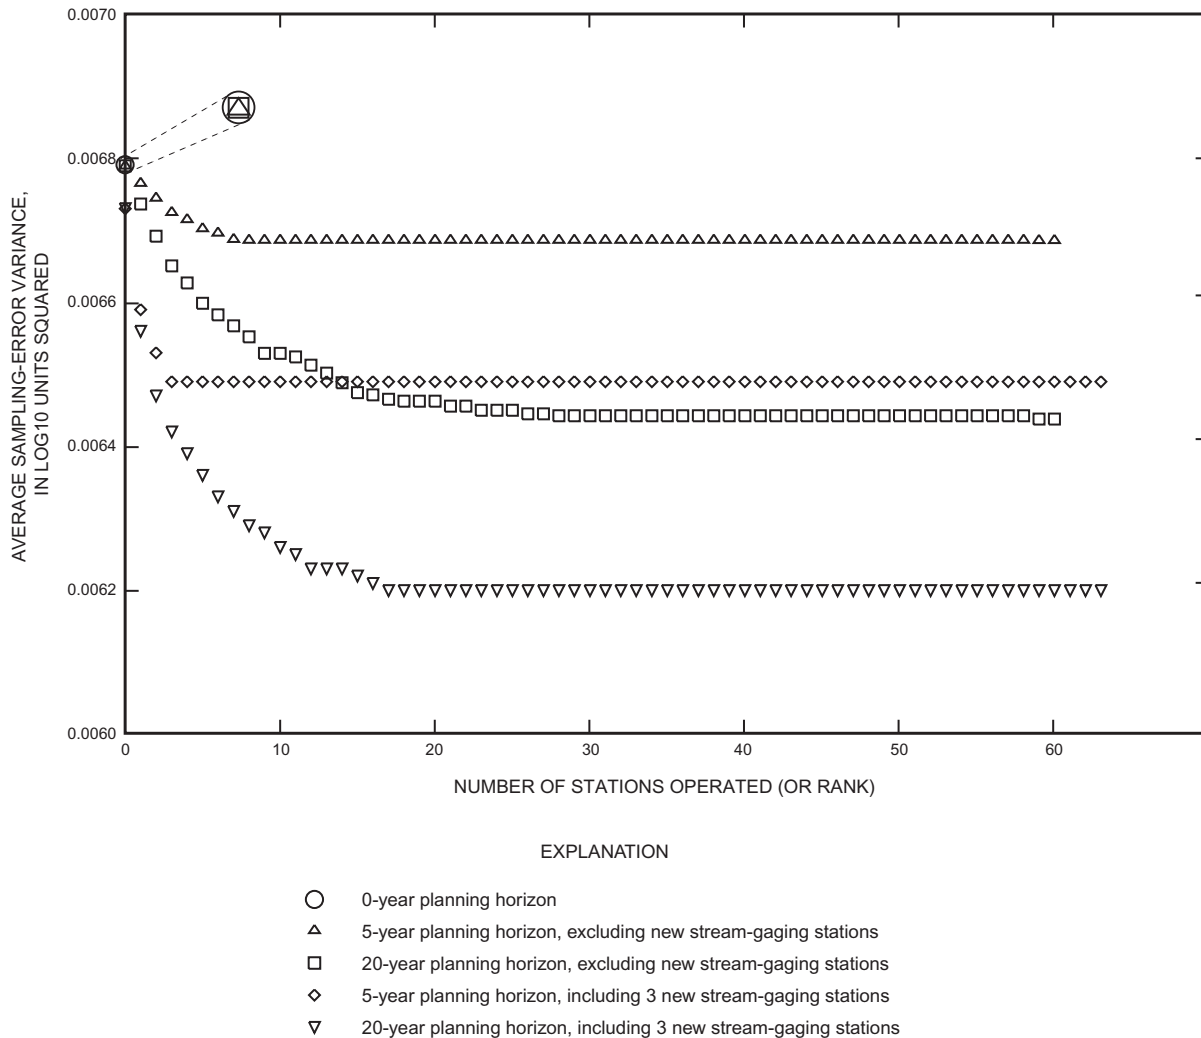 0.0070
0.0068
0.0066
0.0064
0.0062
0.0060
AVERAGE SAMPLING-ERROR VARIANCE,
IN LOG10 UNITS SQUARED
0
10
20
30
40
50
60
NUMBER OF STATIONS OPERATED (OR RANK)
EXPLANATION
0-year planning horizon
5-year planning horizon, excluding new stream-gaging stations
20-year planning horizon, excluding new stream-gaging stations
5-year planning horizon, including 3 new stream-gaging stations
20-year planning horizon, including 3 new stream-gaging stations